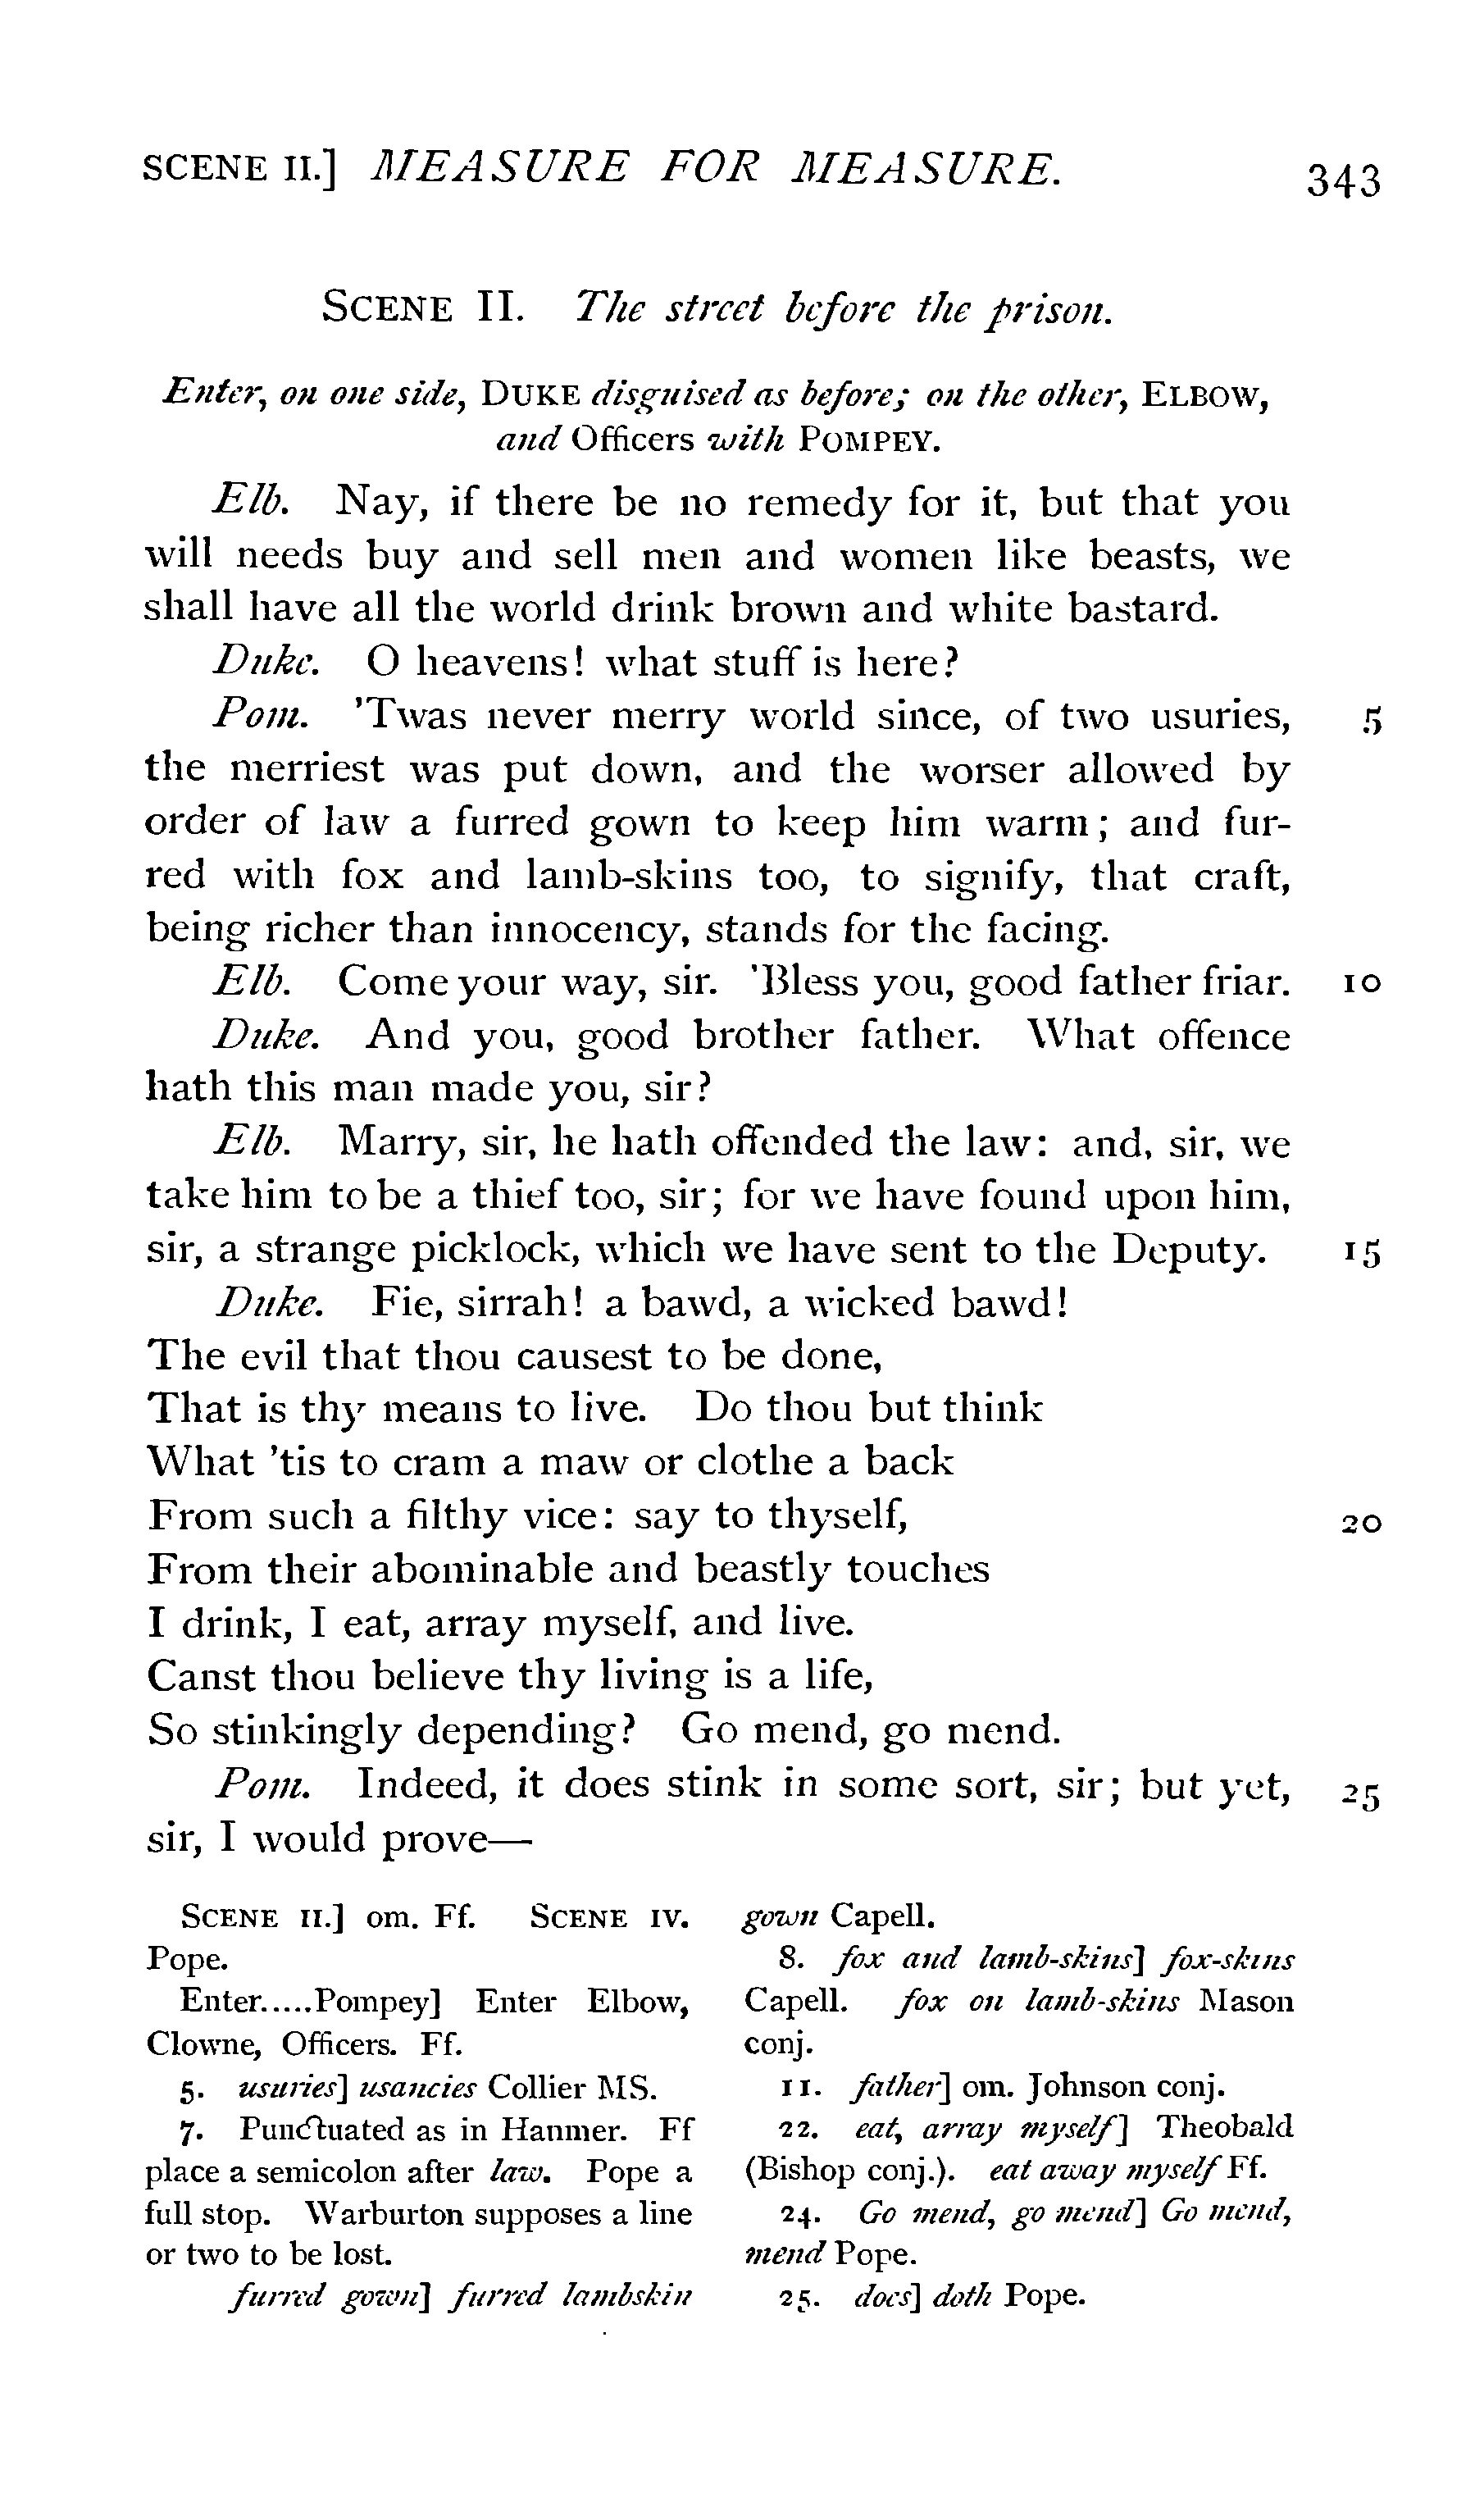 SCENE II.] MEASURE FOR MEASURE. 343
SCENE II. The street before the prison.
Enter, on one side, DUKE disguised as before; on the other, ELBOW,
and Officers with POMPEY.
Elb. Nay, if there be no remedy for it, but that you
will needs buy and sell men and women like beasts, we
shall have all the world drink brown and white bastard.
Duke. O heavens! what stuff is here?
Pom. 'Twas never merry world since, of two usuries, 5
the merriest was put down, and the worser allowed by
order of law a furred gown to keep him warm; and fur-
red with fox and lamb-skins too, to signify, that craft,
being richer than innocency, stands for the facing.
Elb. Come your way, sir. 'Bless you, good father friar. 10
Duke. And you, good brother father. What offence
hath this man made you, sir?
Elb. Marry, sir, he hath offended the law: and, sir, we
take him to be a thief too, sir; for we have found upon him,
sir, a strange picklock, which we have sent to the Deputy. 15
Duke. Fie, sirrah! a bawd, a wicked bawd!
The evil that thou causest to be done,
That is thy means to live. Do thou but think
What 'tis to cram a maw or clothe a back
From such a filthy vice: say to thyself, 20
From their abominable and beastly touches
I drink, I eat, array myself, and live.
Canst thou believe thy living is a life,
So stinkingly depending? Go mend, go mend.
Pom. Indeed, it does stink in some sort, sir; but yet, 25
sir, I would prove—
SCENE II.] om. Ff. SCENE IV.
Pope.
Enter.....Pompey] Enter Elbow,
Clowne, Officers. Ff.
5. usuries] usancies Collier MS.
7. Punctuated as in Hanmer. Ff
place a semicolon after law. Pope a
full stop. Warburton supposes a line
or two to be lost.
furred gown] furred lambskin
gown Capell.
8. fox and lamb-skins] fox-skins
Capell. fox on lamb-skins Mason
conj.
11. father] om. Johnson conj.
22. eat, array myself] Theobald
(Bishop conj.). eat away myself Ff.
24. Go mend, go mend] Go mend,
mend Pope.
25. does] doth Pope.